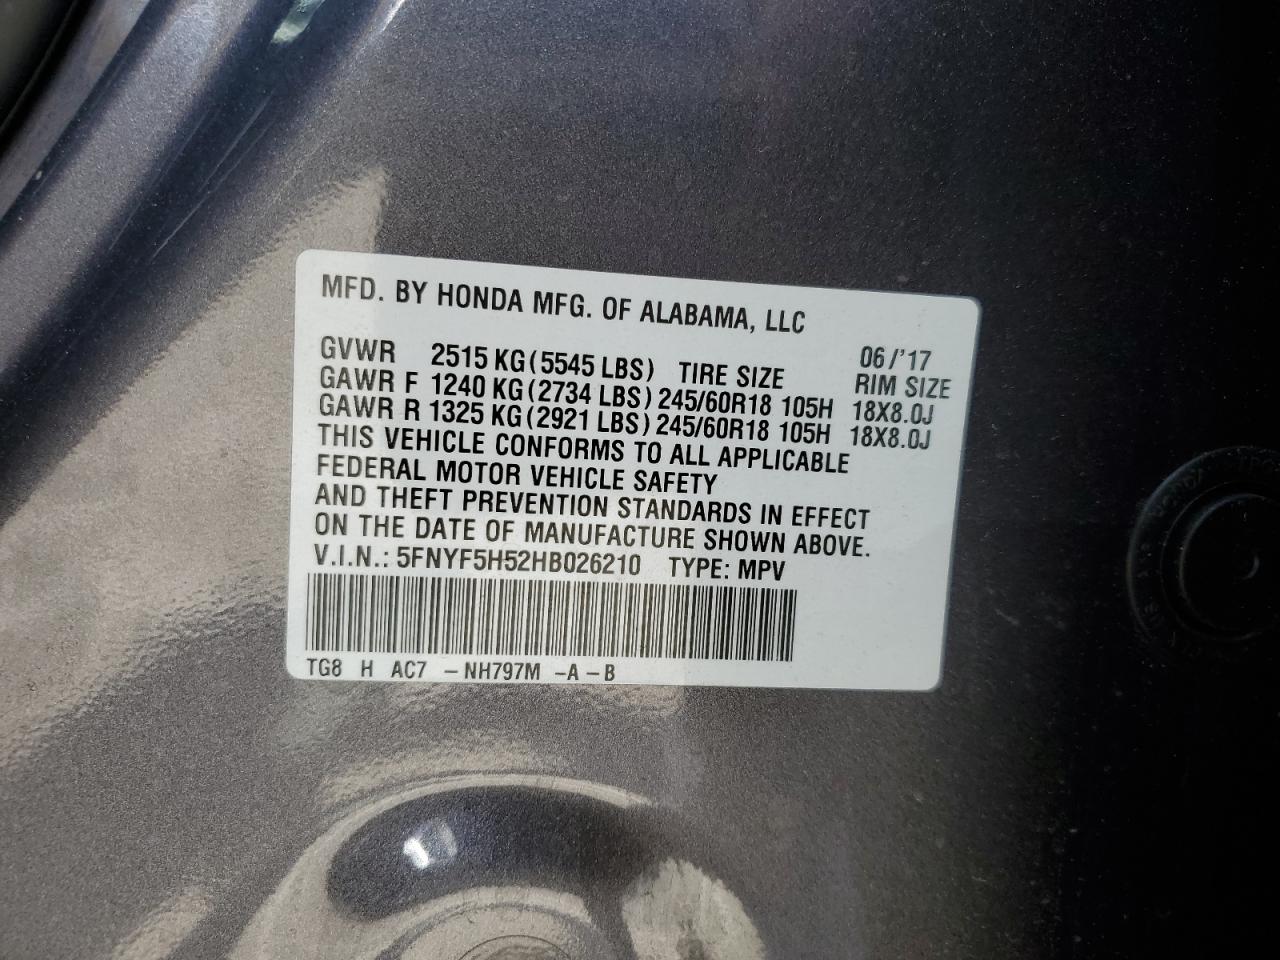 MFD. BY HONDA MFG. OF ALABAMA, LLC
06/'17
GVWR 2515 KG (5545 LBS) TIRE SIZE RIM SIZE
GAWR F 1240 KG (2734 LBS) 245/60R18 105H 18X8.0J
GAWR R 1325 KG (2921 LBS) 245/60R18 105H 18X8.0J
THIS VEHICLE CONFORMS TO ALL APPLICABLE
FEDERAL MOTOR VEHICLE SAFETY
AND THEFT PREVENTION STANDARDS IN EFFECT
ON THE DATE OF MANUFACTURE SHOWN ABOVE.
V.I.N.: 5FNYF5H52HB026210 TYPE: MPV
TG8 H AC7 -NH797M -A-B